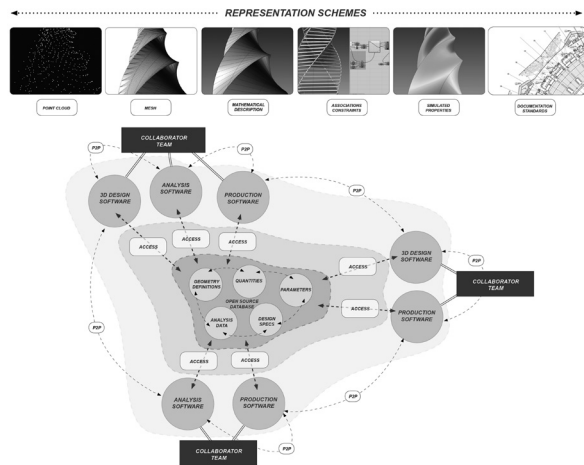 REPRESENTATION SCHEMES
POINT CLOUD
MESH
MATHEMATICAL
DESCRIPTION
ASSOCIATIONS
CONSTRAINTS
SIMULATED
PROPERTIES
DOCUMENTATION
STANDARDS
COLLABORATOR
TEAM
P2P
P2P
P2P
ANALYSIS
SOFTWARE
3D DESIGN
SOFTWARE
PRODUCTION
SOFTWARE
P2P
ACCESS
ACCESS
ACCESS
3D DESIGN
SOFTWARE
P2P
GEOMETRY
DEFINITIONS
QUANTITIES
PARAMETERS
ACCESS
COLLABORATOR
TEAM
OPEN SOURCE
DATABASE
ANALYSIS
DATA
DESIGN
SPECS
ACCESS
PRODUCTION
SOFTWARE
P2P
ACCESS
ACCESS
P2P
ANALYSIS
SOFTWARE
PRODUCTION
SOFTWARE
P2P
P2P
COLLABORATOR
TEAM